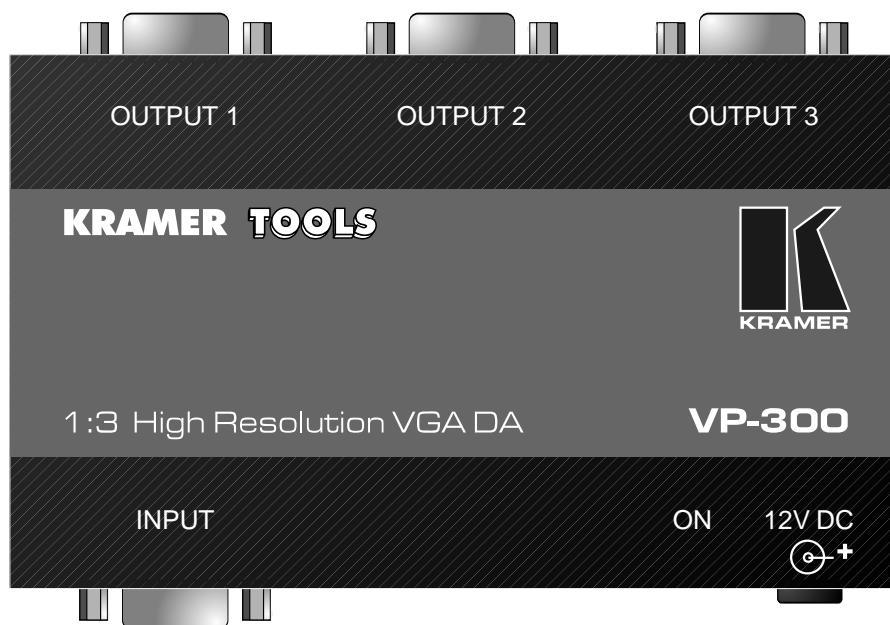 OUTPUT 1 OUTPUT 2 OUTPUT 3
KRAMER TOOLS
KRAMER
1:3 High Resolution VGA DA VP-300
INPUT ON 12V DC
+